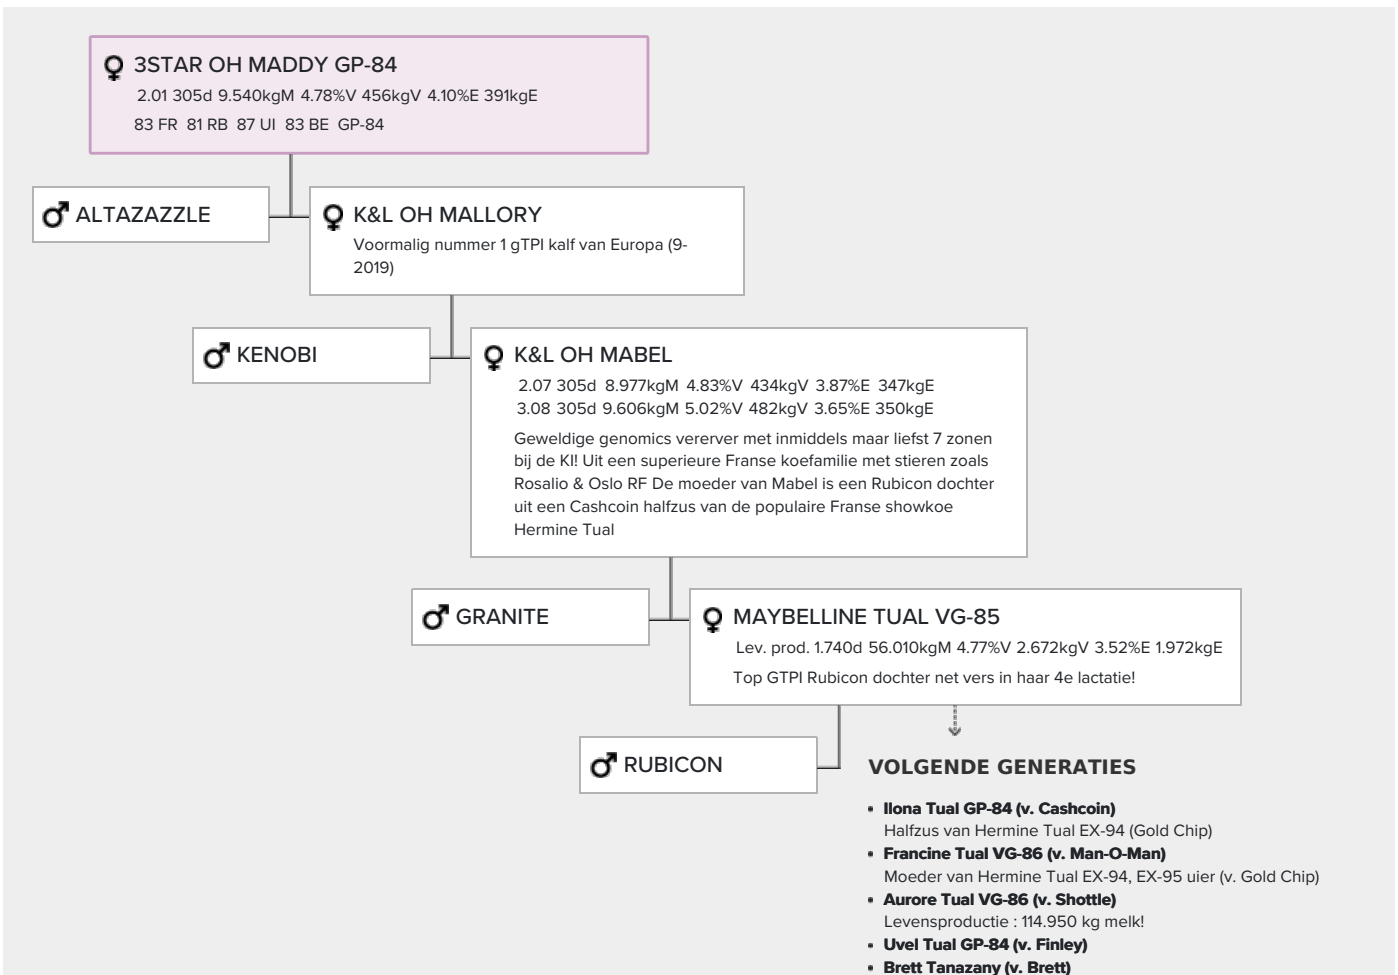 3STAR OH MADDY GP-84
2.01 305d 9.540kgM 4.78%V 456kgV 4.10%E 391kgE
83 FR 81 RB 87 UI 83 BE GP-84
ALTAZAZZLE
K&L OH MALLORY
Voormalig nummer 1 gTPI kalf van Europa (9-
2019)
KENOBI
K&L OH MABEL
2.07 305d 8.977kgM 4.83%V 434kgV 3.87%E 347kgE
3.08 305d 9.606kgM 5.02%V 482kgV 3.65%E 350kgE
Geweldige genomics vererver met inmiddels maar liefst 7 zonen
bij de KI! Uit een superieure Franse koefamilie met stieren zoals
Rosalio & Oslo RF De moeder van Mabel is een Rubicon dochter
uit een Cashcoin halfzus van de populaire Franse showkoe
Hermine Tual
GRANITE
MAYBELLINE TUAL VG-85
Lev. prod. 1.740d 56.010kgM 4.77%V 2.672kgV 3.52%E 1.972kgE
Top GTPI Rubicon dochter net vers in haar 4e lactatie!
RUBICON
VOLGENDE GENERATIES
• Ilona Tual GP-84 (v. Cashcoin)
Halfzus van Hermine Tual EX-94 (Gold Chip)
• Francine Tual VG-86 (v. Man-O-Man)
Moeder van Hermine Tual EX-94, EX-95 uier (v. Gold Chip)
• Aurore Tual VG-86 (v. Shottle)
Levensproductie : 114.950 kg melk!
• Uvel Tual GP-84 (v. Finley)
• Brett Tanazany (v. Brett)